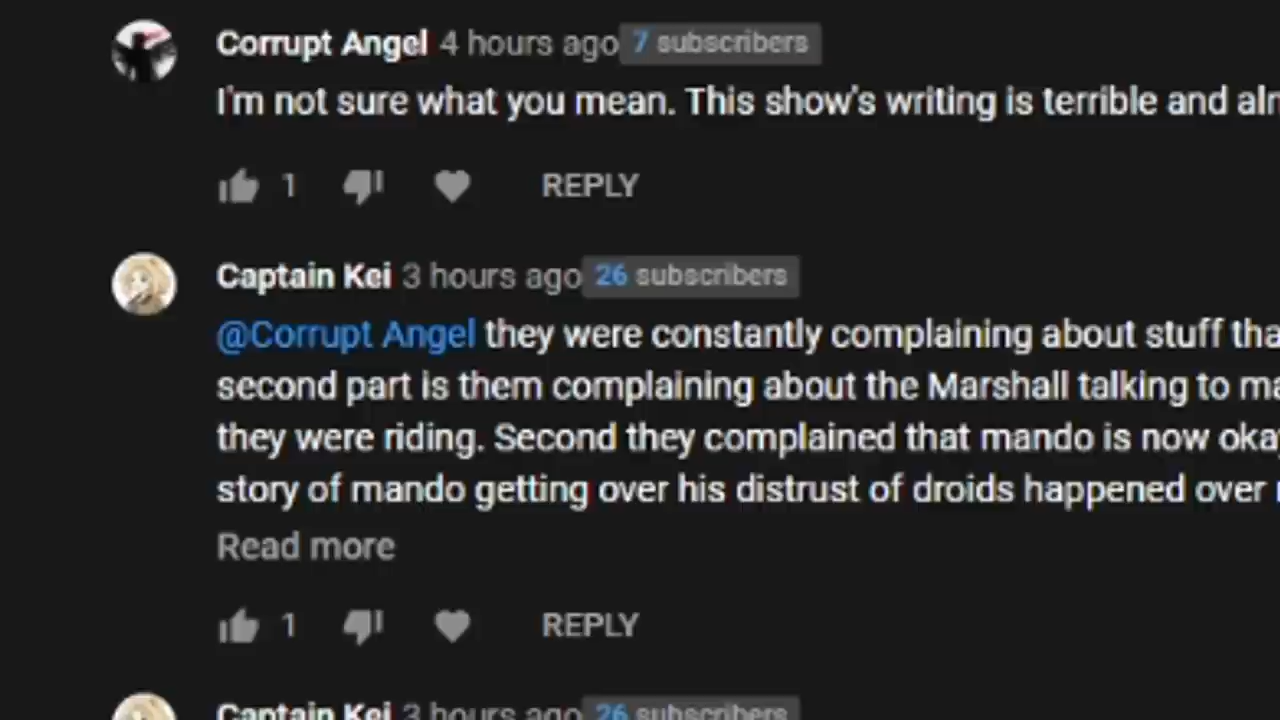 Corrupt Angel 4 hours ago 7 subscribers
I'm not sure what you mean. This show's writing is terrible and
1 REPLY
Captain Kei 3 hours ago 26 subscribers
@Corrupt Angel they were constantly complaining about stuff
second part is them complaining about the Marshall talking to
they were riding. Second they complained that mando is now
story of mando getting over his distrust of droids happened over
Read more
1 REPLY
Captain Kei 3 hours ago 26 subscribers